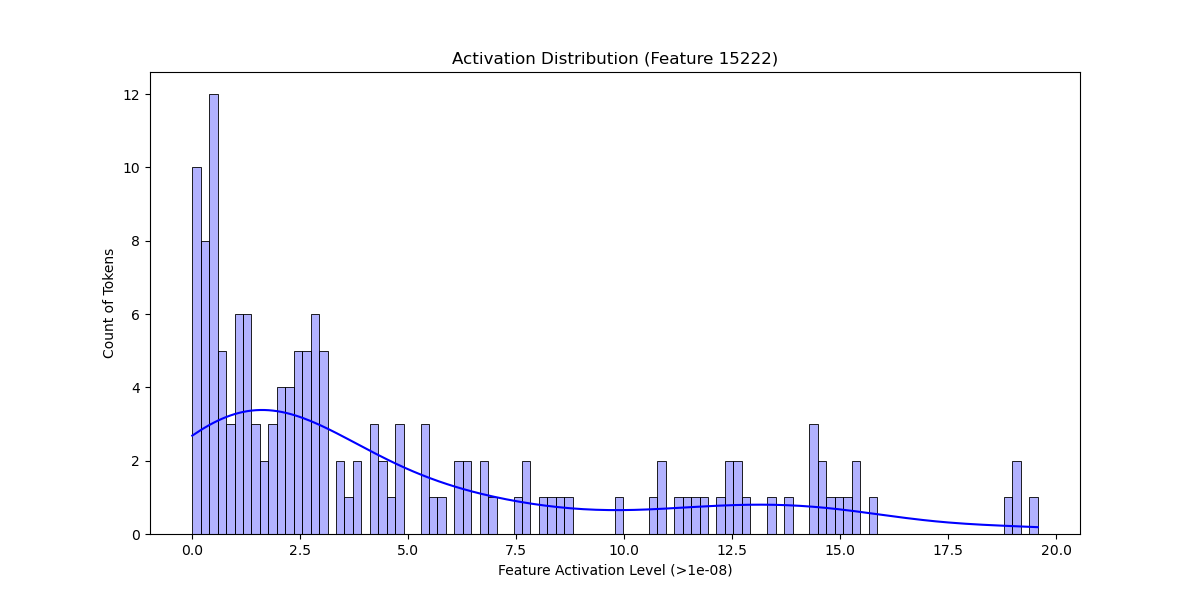 Activation Distribution (Feature 15222)
Count of Tokens
12
10
8
6
4
2
0
0.0 2.5 5.0 7.5 10.0 12.5 15.0 17.5 20.0
Feature Activation Level (>1e-08)